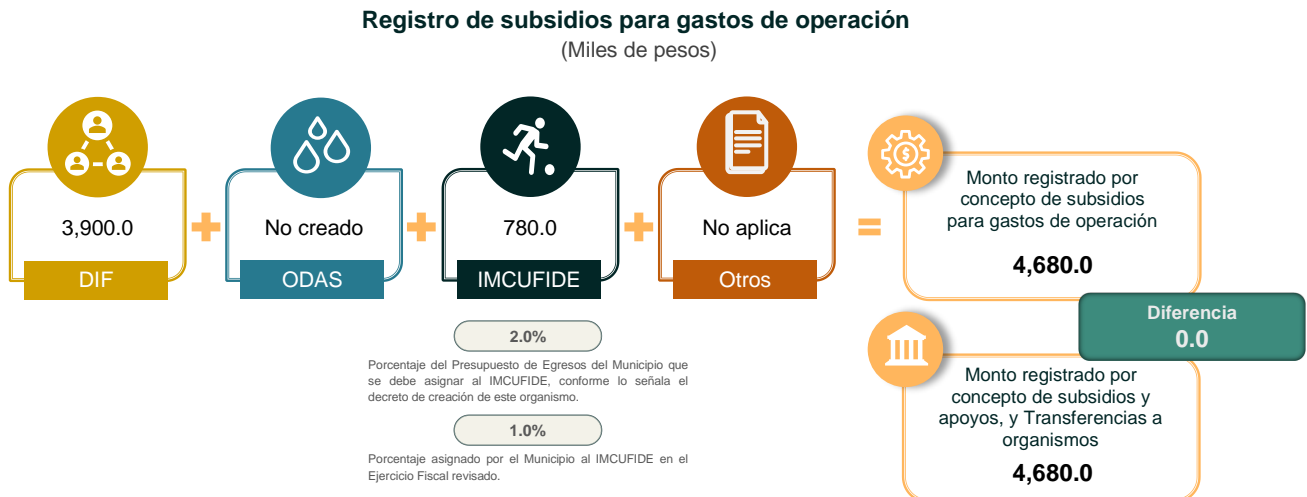 Registro de subsidios para gastos de operación
(Miles de pesos)
3,900.0
DIF
No creado
ODAS
780.0
IMCUFIDE
No aplica
Otros
2.0%
Porcentaje del Presupuesto de Egresos del Municipio que
se debe asignar al IMCUFIDE, conforme lo señala el
decreto de creación de este organismo.
1.0%
Porcentaje asignado por el Municipio al IMCUFIDE en el
Ejercicio Fiscal revisado.
=
Monto registrado por
concepto de subsidios
para gastos de operación
4,680.0
Diferencia
0.0
Monto registrado por
concepto de subsidios y
apoyos, y Transferencias a
organismos
4,680.0